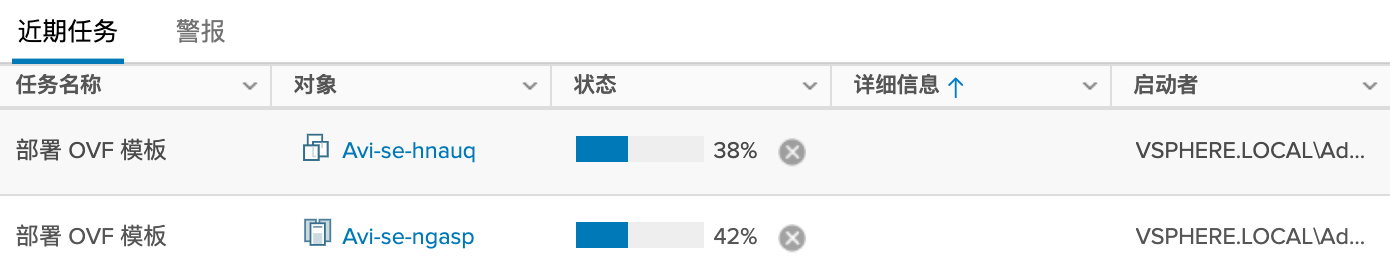 近期任务 警报
任务名称 对象 状态 详细信息 启动者
部署 OVF 模板 Avi-se-hnauq 38% VSPHERE.LOCAL\Ad...
部署 OVF 模板 Avi-se-ngasp 42% VSPHERE.LOCAL\Ad...